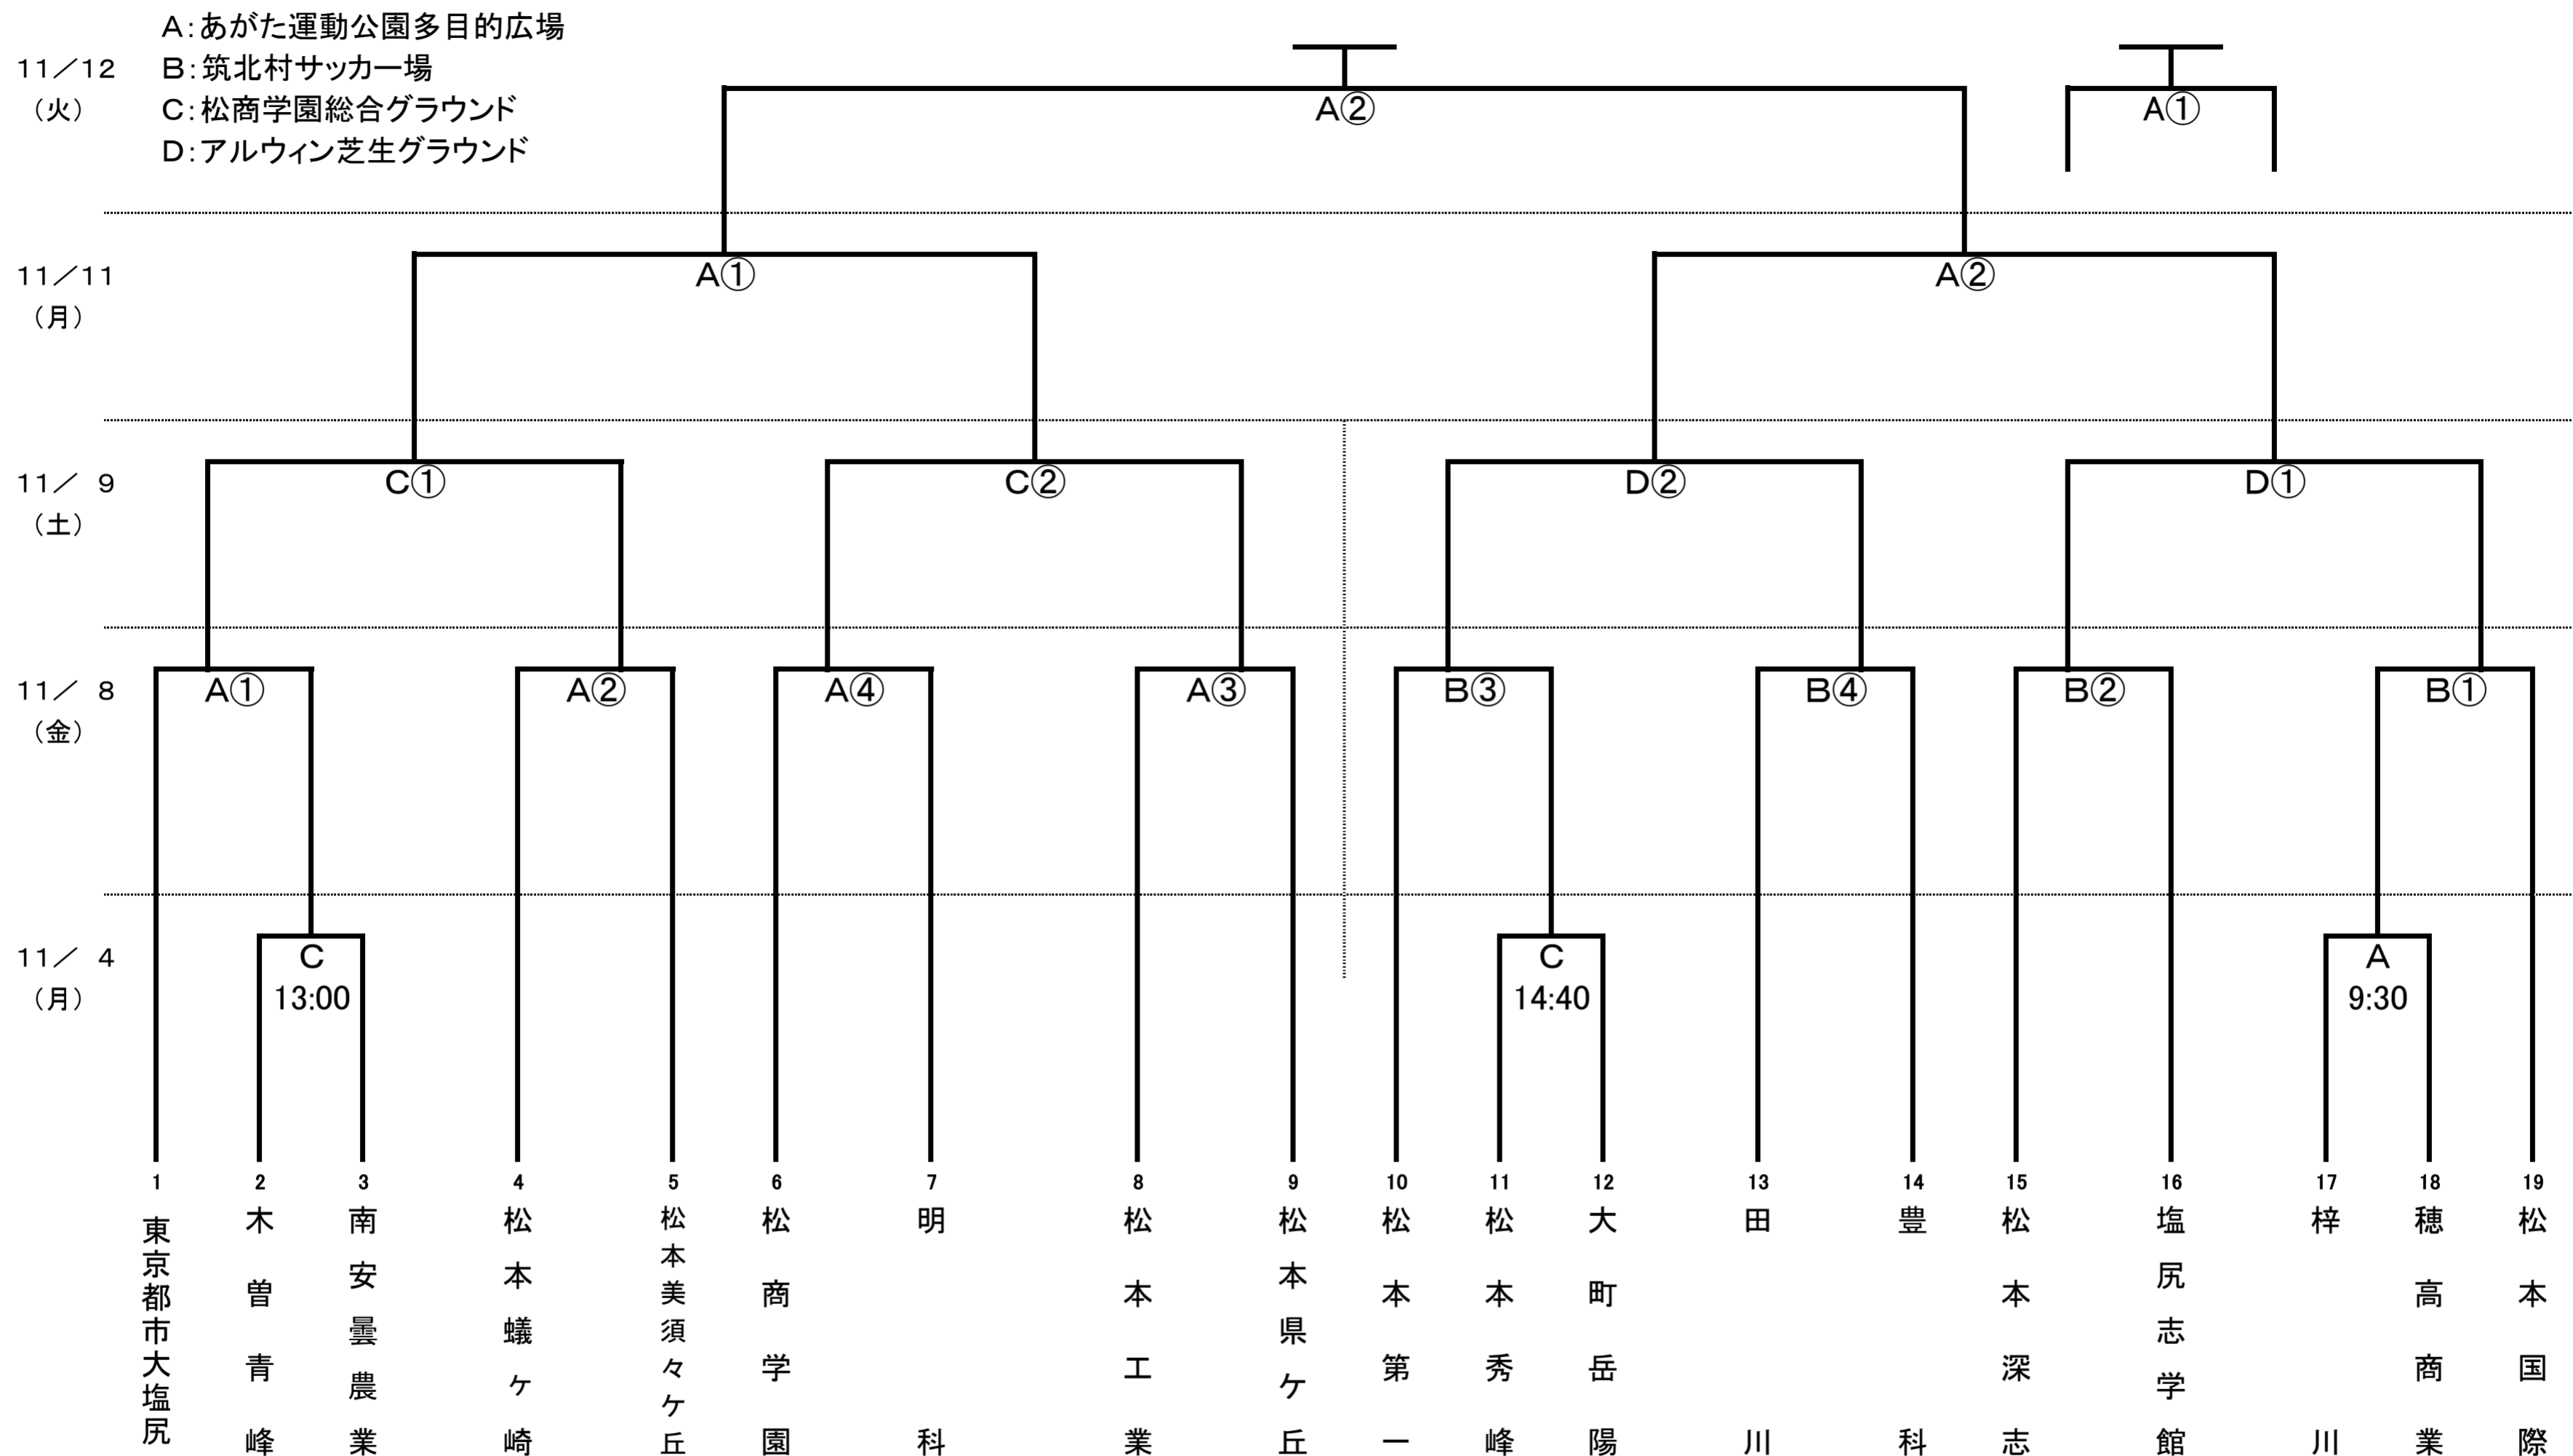 A:あがた運動公園多目的広場
11/12 B:筑北村サッカー場
(火) C:松商学園総合グラウンド
D:アルウィン芝生グラウンド
A② A①
11/11 A① A②
(月)
11/ 9 C① C② D② D①
(土)
11/ 8 A① A② A④ A③ B③ B④ B② B①
(金)
11/ 4 C C A
(月) 13:00 14:40 9:30
1 2 3 4 5 6 7 8 9 10 11 12 13 14 15 16 17 18 19
東京都市大塩尻
木曽青峰
南安曇農業
松本蟻ヶ崎
松本美須々ケ丘
松商学園
明科
松本工業
松本県ケ丘
松本第一
松本秀峰
大町岳陽
田川
豊科
松本深志
塩尻志学館
梓川
穂高商業
松本国際